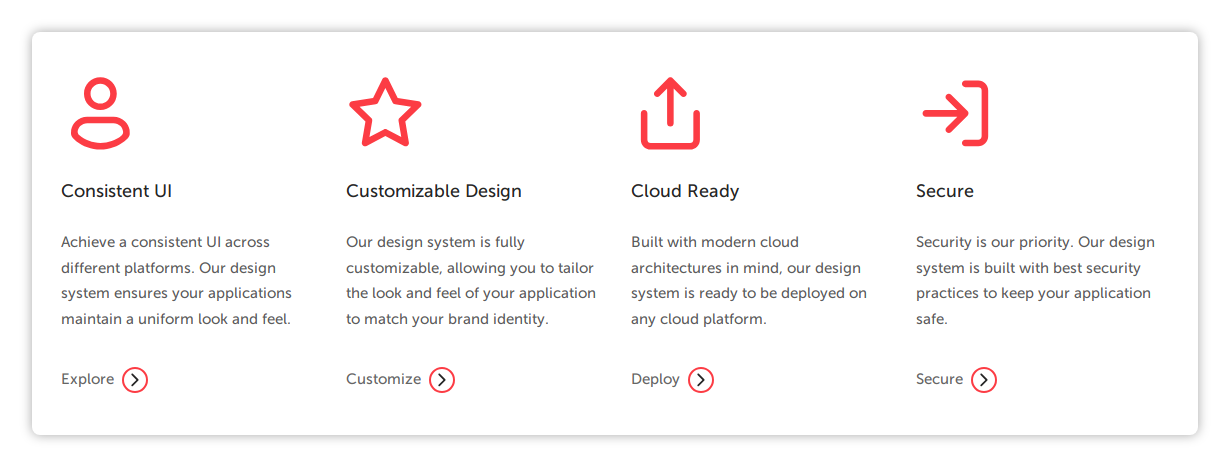 Consistent UI
Achieve a consistent UI across
different platforms. Our design
system ensures your applications
maintain a uniform look and feel.
Explore
Customizable Design
Our design system is fully
customizable, allowing you to tailor
the look and feel of your application
to match your brand identity.
Customize
Cloud Ready
Built with modern cloud
architectures in mind, our design
system is ready to be deployed on
any cloud platform.
Deploy
Secure
Security is our priority. Our design
system is built with best security
practices to keep your application
safe.
Secure